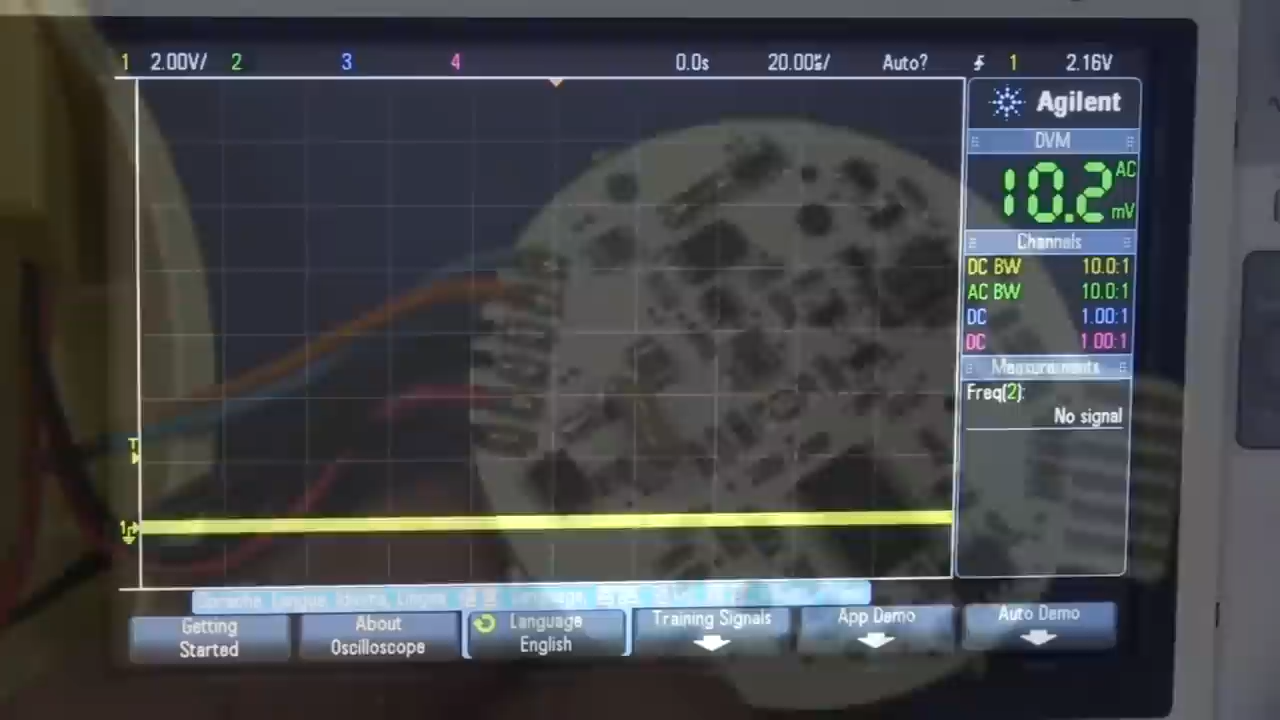 1 2.00V/ 2 3 4 0.0s 20.00 Auto? 1 2.16V
Agilent
DVM
10.2 AC
mV
Channels
DC BW 10.0:1
AC BW 10.0:1
DC 1.00:1
DC 1.00:1
Measurements
Freq(2):
No signal
T
1
Getting
Started
About
Oscilloscope
Language
English
Training Signals
App Demo
Auto Demo